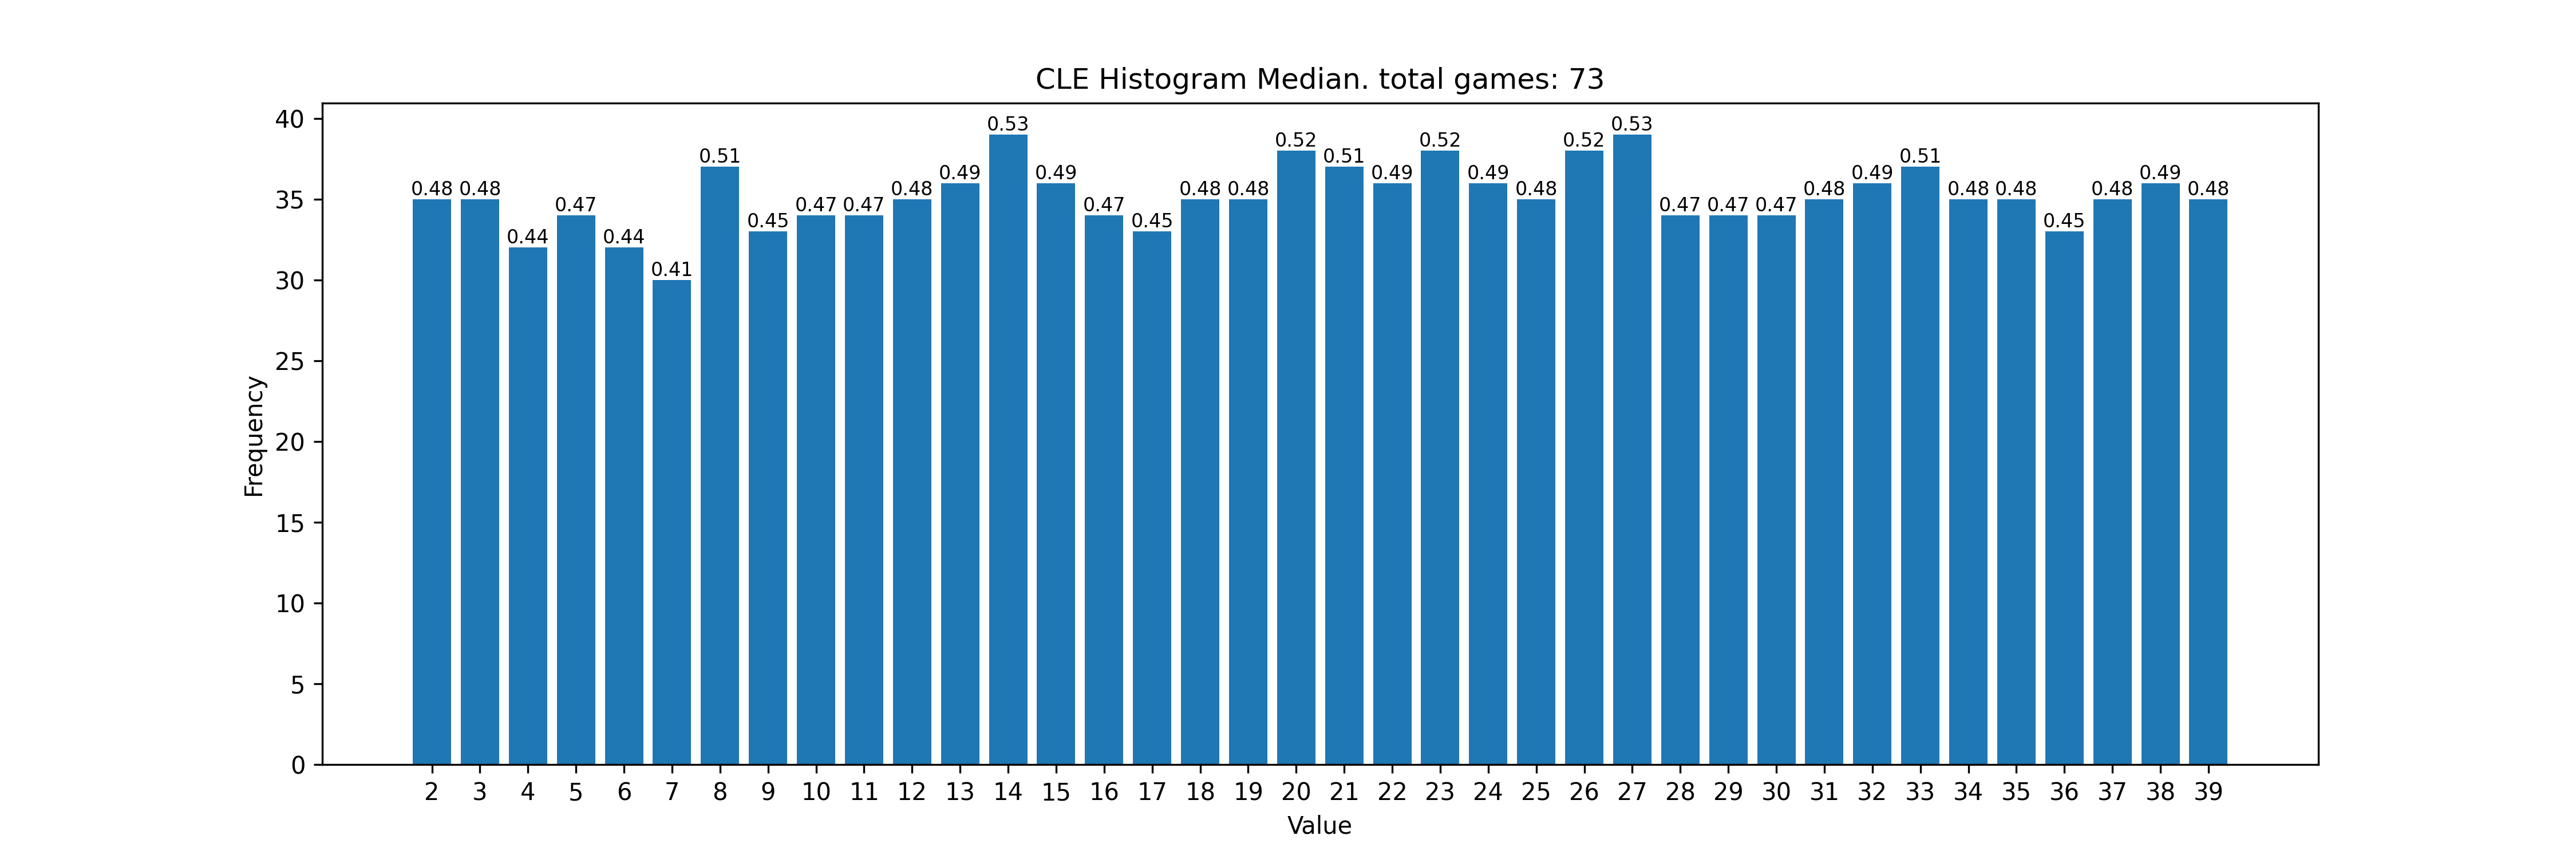 CLE Histogram Median. total games: 73
40
35
30
25
20
15
10
5
0
Frequency
0.48 0.48 0.44 0.47 0.44 0.41 0.51 0.45 0.47 0.47 0.48 0.49 0.53 0.49 0.47 0.45 0.48 0.48 0.52 0.51 0.49 0.52 0.49 0.48 0.52 0.53 0.47 0.47 0.47 0.48 0.49 0.51 0.48 0.48 0.45 0.48 0.49 0.48
2 3 4 5 6 7 8 9 10 11 12 13 14 15 16 17 18 19 20 21 22 23 24 25 26 27 28 29 30 31 32 33 34 35 36 37 38 39
Value